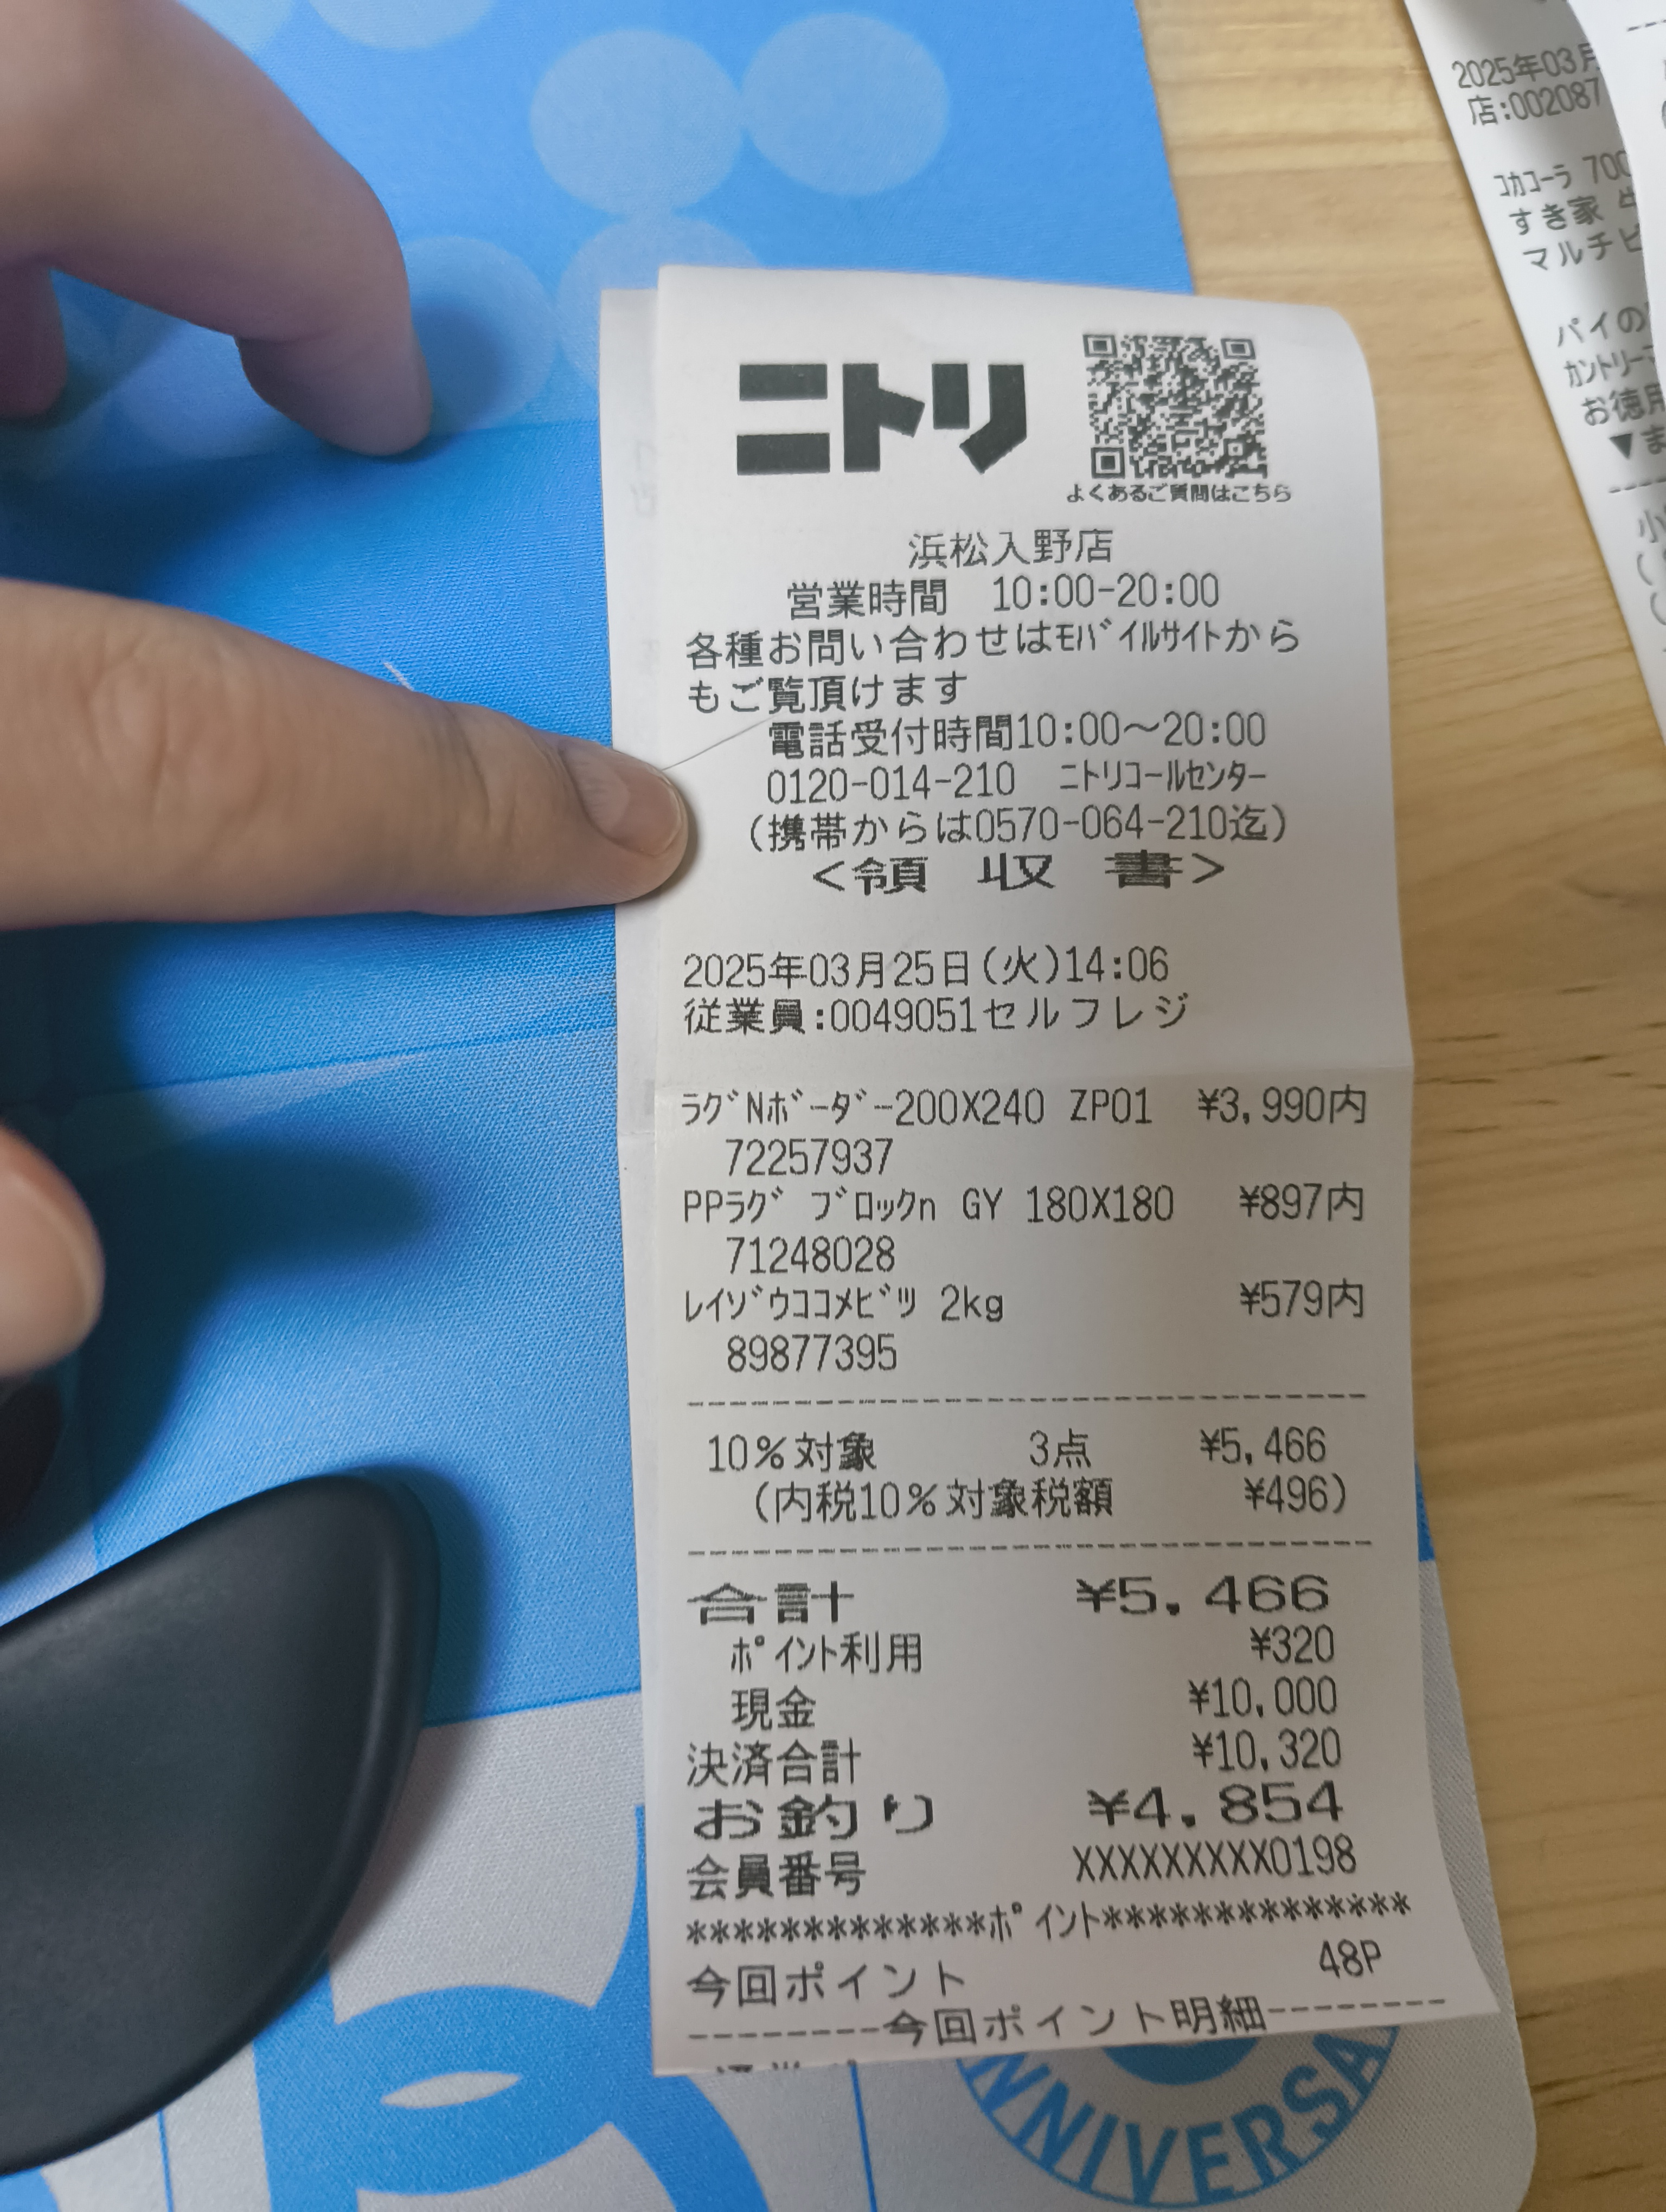 ニトリ
よくあるご質問はこちら
浜松入野店
営業時間 10:00-20:00
各種お問い合わせはﾓﾊﾞｲﾙｻｲﾄから
もご覧頂けます
電話受付時間10:00〜20:00
0120-014-210 ﾆﾄﾘｺｰﾙｾﾝﾀｰ
(携帯からは0570-064-210迄)
<領 収 書>
2025年03月25日(火)14:06
従業員:0049051セルフレジ
ﾗｸﾞNﾎﾞｰﾀﾞｰ200X240 ZP01 ¥3,990内
72257937
PPﾗｸﾞ ﾌﾞﾛｯｸn GY 180X180 ¥897内
71248028
ﾚｲｿﾞｳｺｺﾒﾋﾞﾂ 2kg ¥579内
89877395
10%対象 3点 ¥5,466
(内税10%対象税額 ¥496)
合計 ¥5,466
ﾎﾟｲﾝﾄ利用 ¥320
現金 ¥10,000
決済合計 ¥10,320
お釣り ¥4,854
会員番号 XXXXXXXXX0198
*************ﾎﾟｲﾝﾄ**************
今回ポイント 48P
--------今回ポイント明細--------
2025年03月
店:002087
ｺｶｺｰﾗ 700
すき家
マルチビ
パイの
ｶﾝﾄﾘｰﾏ
お徳用
▼ま
小
NNIVERSA